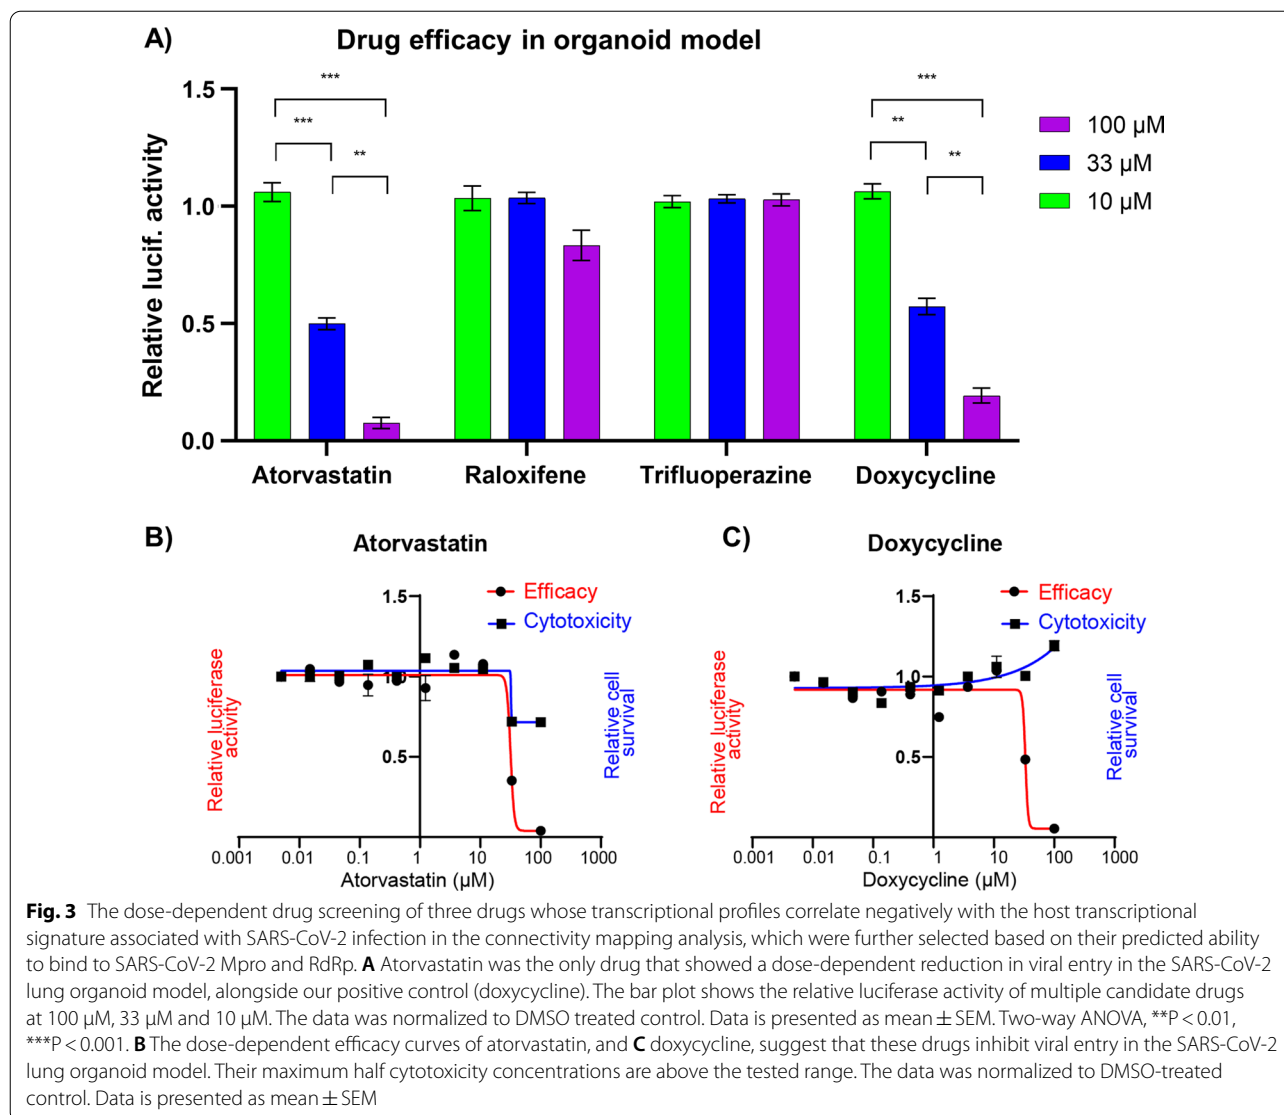 A)
Drug efficacy in organoid model
Relative lucif. activity
1.5
1.0
0.5
0.0
***
***
**
***
**
**
100 µM
33 µM
10 µM
Atorvastatin
Raloxifene
Trifluoperazine
Doxycycline
B)
Atorvastatin
Relative luciferase
activity
1.5
1.0
0.5
Efficacy
Cytotoxicity
Relative cell
survival
0.001
0.01
0.1
1
10
100
1000
Atorvastatin (µM)
C)
Doxycycline
Relative luciferase
activity
1.5
1.0
0.5
Efficacy
Cytotoxicity
Relative cell
survival
0.001
0.01
0.1
1
10
100
1000
Doxycycline (µM)
Fig. 3 The dose-dependent drug screening of three drugs whose transcriptional profiles correlate negatively with the host transcriptional
signature associated with SARS-CoV-2 infection in the connectivity mapping analysis, which were further selected based on their predicted ability
to bind to SARS-CoV-2 Mpro and RdRp. A Atorvastatin was the only drug that showed a dose-dependent reduction in viral entry in the SARS-CoV-2
lung organoid model, alongside our positive control (doxycycline). The bar plot shows the relative luciferase activity of multiple candidate drugs
at 100 µM, 33 µM and 10 µM. The data was normalized to DMSO treated control. Data is presented as mean ± SEM. Two-way ANOVA, **P < 0.01,
***P < 0.001. B The dose-dependent efficacy curves of atorvastatin, and C doxycycline, suggest that these drugs inhibit viral entry in the SARS-CoV-2
lung organoid model. Their maximum half cytotoxicity concentrations are above the tested range. The data was normalized to DMSO-treated
control. Data is presented as mean ± SEM